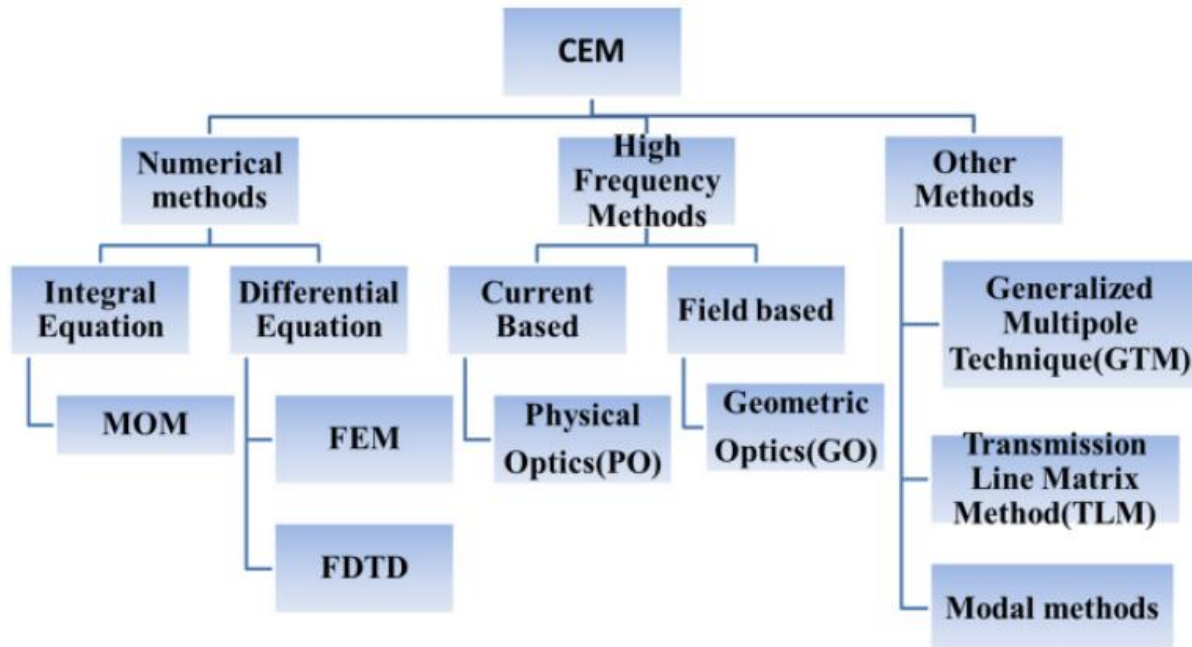 CEM
Numerical
methods
High
Frequency
Methods
Other
Methods
Integral
Equation
Differential
Equation
Current
Based
Field based
Generalized
Multipole
Technique(GTM)
MOM
FEM
Physical
Optics(PO)
Geometric
Optics(GO)
Transmission
Line Matrix
Method(TLM)
FDTD
Modal methods